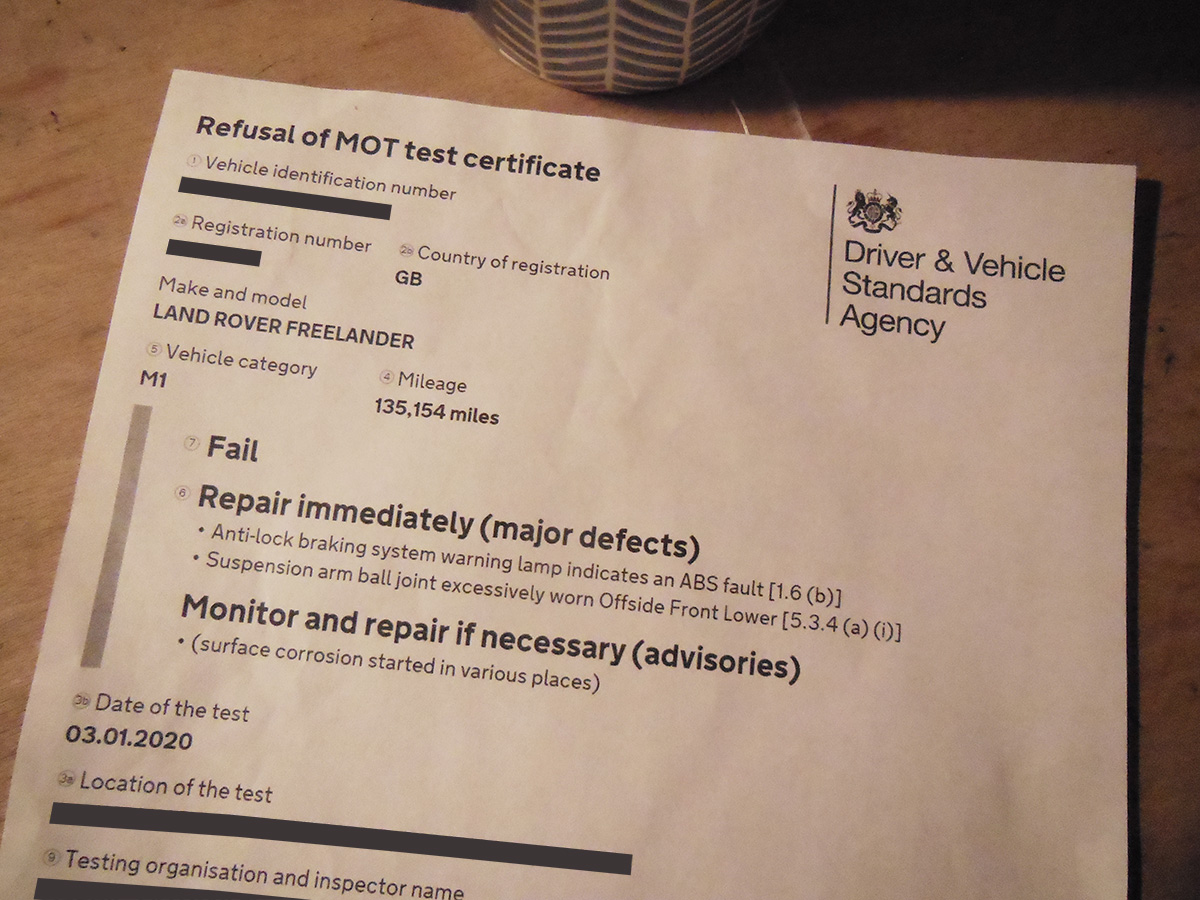 Refusal of MOT test certificate
1 Vehicle identification number
2a Registration number
2b Country of registration
GB
Make and model
LAND ROVER FREELANDER
5 Vehicle category
M1
4 Mileage
135,154 miles
7 Fail
6 Repair immediately (major defects)
• Anti-lock braking system warning lamp indicates an ABS fault [1.6 (b)]
• Suspension arm ball joint excessively worn Offside Front Lower [5.3.4 (a) (i)]
Monitor and repair if necessary (advisories)
• (surface corrosion started in various places)
3b Date of the test
03.01.2020
3a Location of the test
9 Testing organisation and inspector name
Driver & Vehicle
Standards
Agency